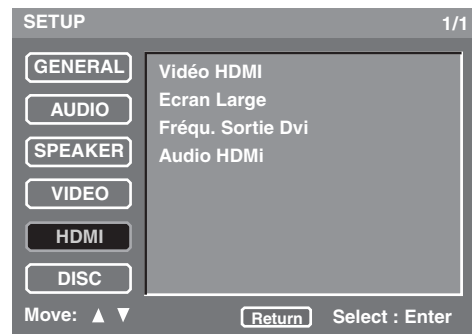 SETUP 1/1
GENERAL
AUDIO
SPEAKER
VIDEO
HDMI
DISC
Vidéo HDMI
Ecran Large
Fréqu. Sortie Dvi
Audio HDMi
Move: ▲ ▼ Return Select : Enter